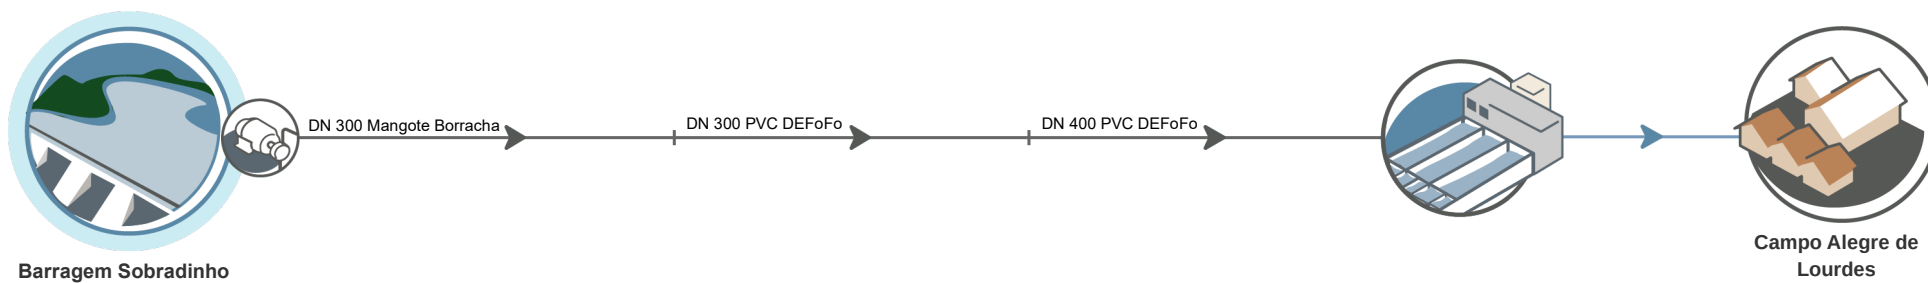 DN 300 Mangote Borracha
DN 300 PVC DEFoFo
DN 400 PVC DEFoFo
Barragem Sobradinho
Campo Alegre de
Lourdes